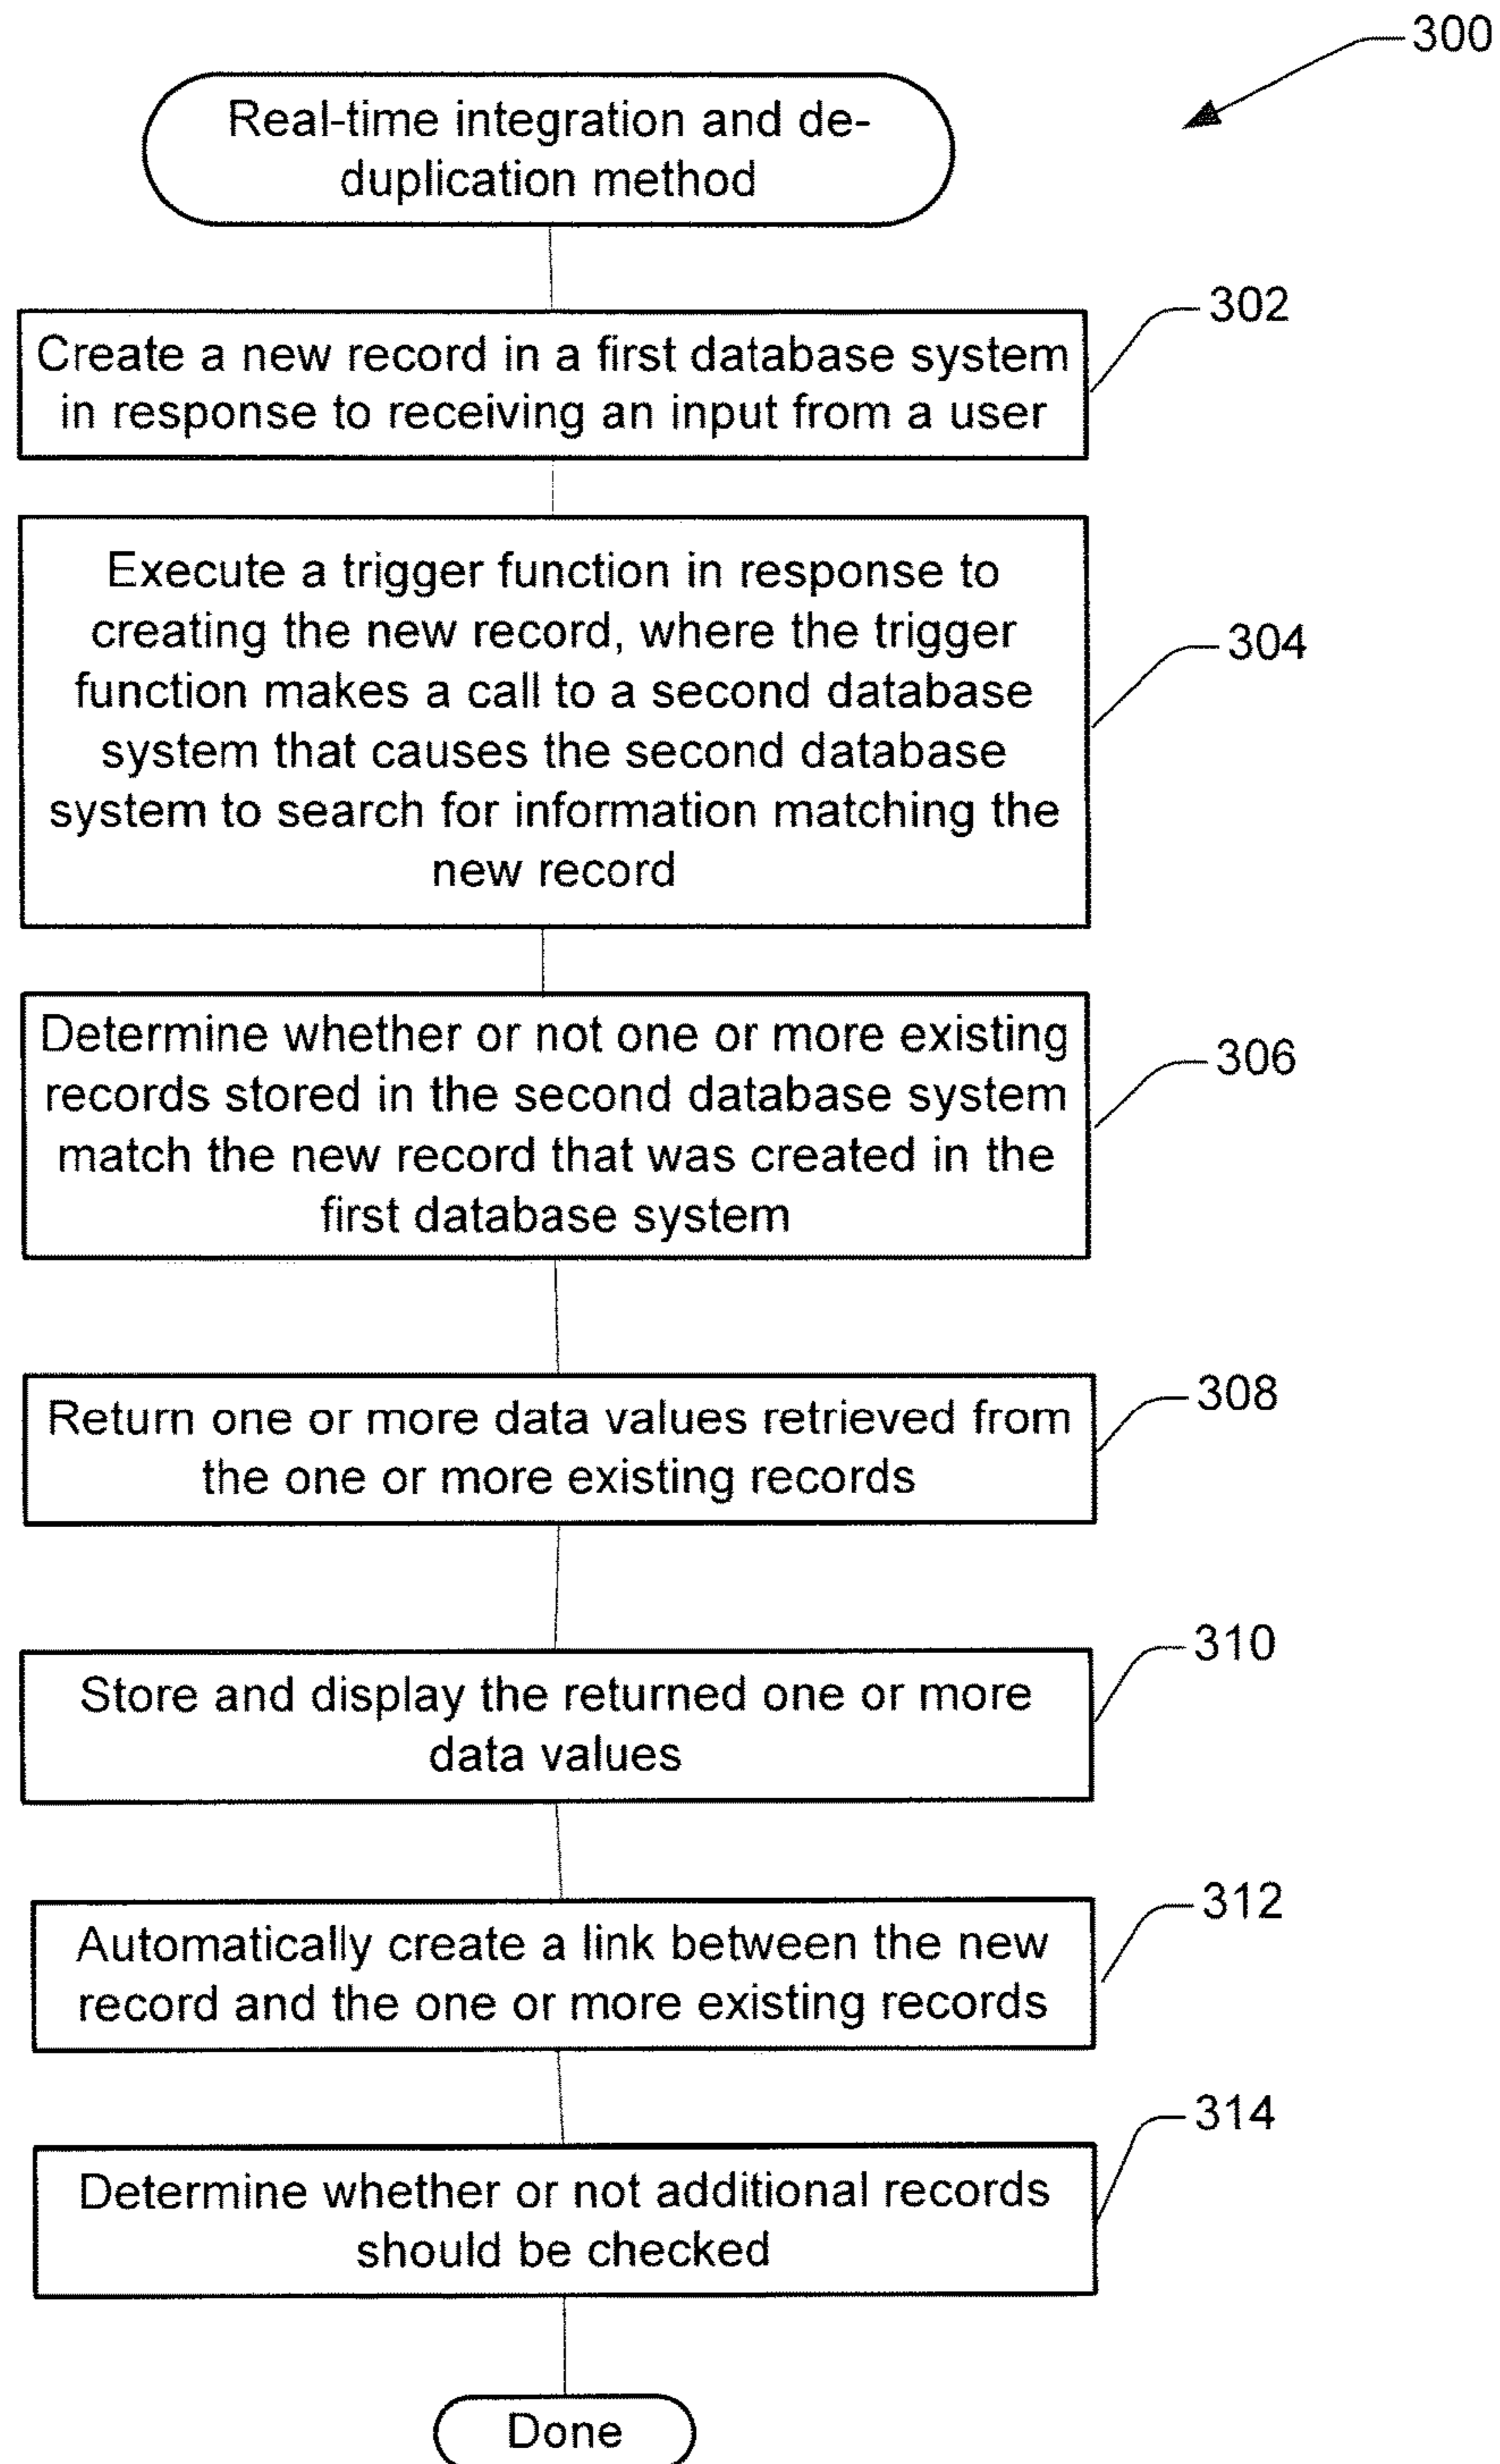 300
Real-time integration and de-
duplication method
302
Create a new record in a first database system
in response to receiving an input from a user
304
Execute a trigger function in response to
creating the new record, where the trigger
function makes a call to a second database
system that causes the second database
system to search for information matching the
new record
306
Determine whether or not one or more existing
records stored in the second database system
match the new record that was created in the
first database system
308
Return one or more data values retrieved from
the one or more existing records
310
Store and display the returned one or more
data values
312
Automatically create a link between the new
record and the one or more existing records
314
Determine whether or not additional records
should be checked
Done